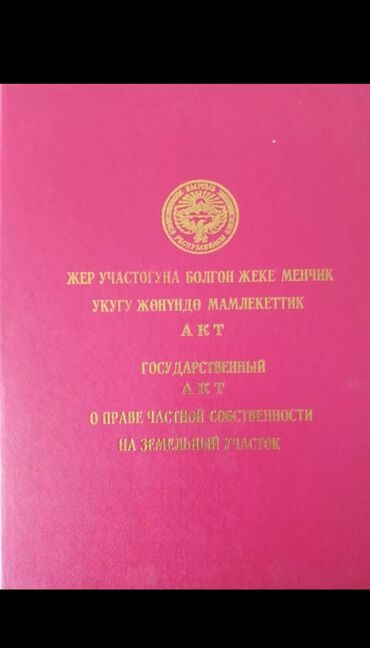 ЖЕР УЧАСТОГУНА БОЛГОН ЖЕКЕ МЕНЧИК
УКУГУ ЖӨНҮНДӨ МАМЛЕКЕТТИК
АКТ
ГОСУДАРСТВЕННЫЙ
АКТ
О ПРАВЕ ЧАСТНОЙ СОБСТВЕННОСТИ
НА ЗЕМЕЛЬНЫЙ УЧАСТОК